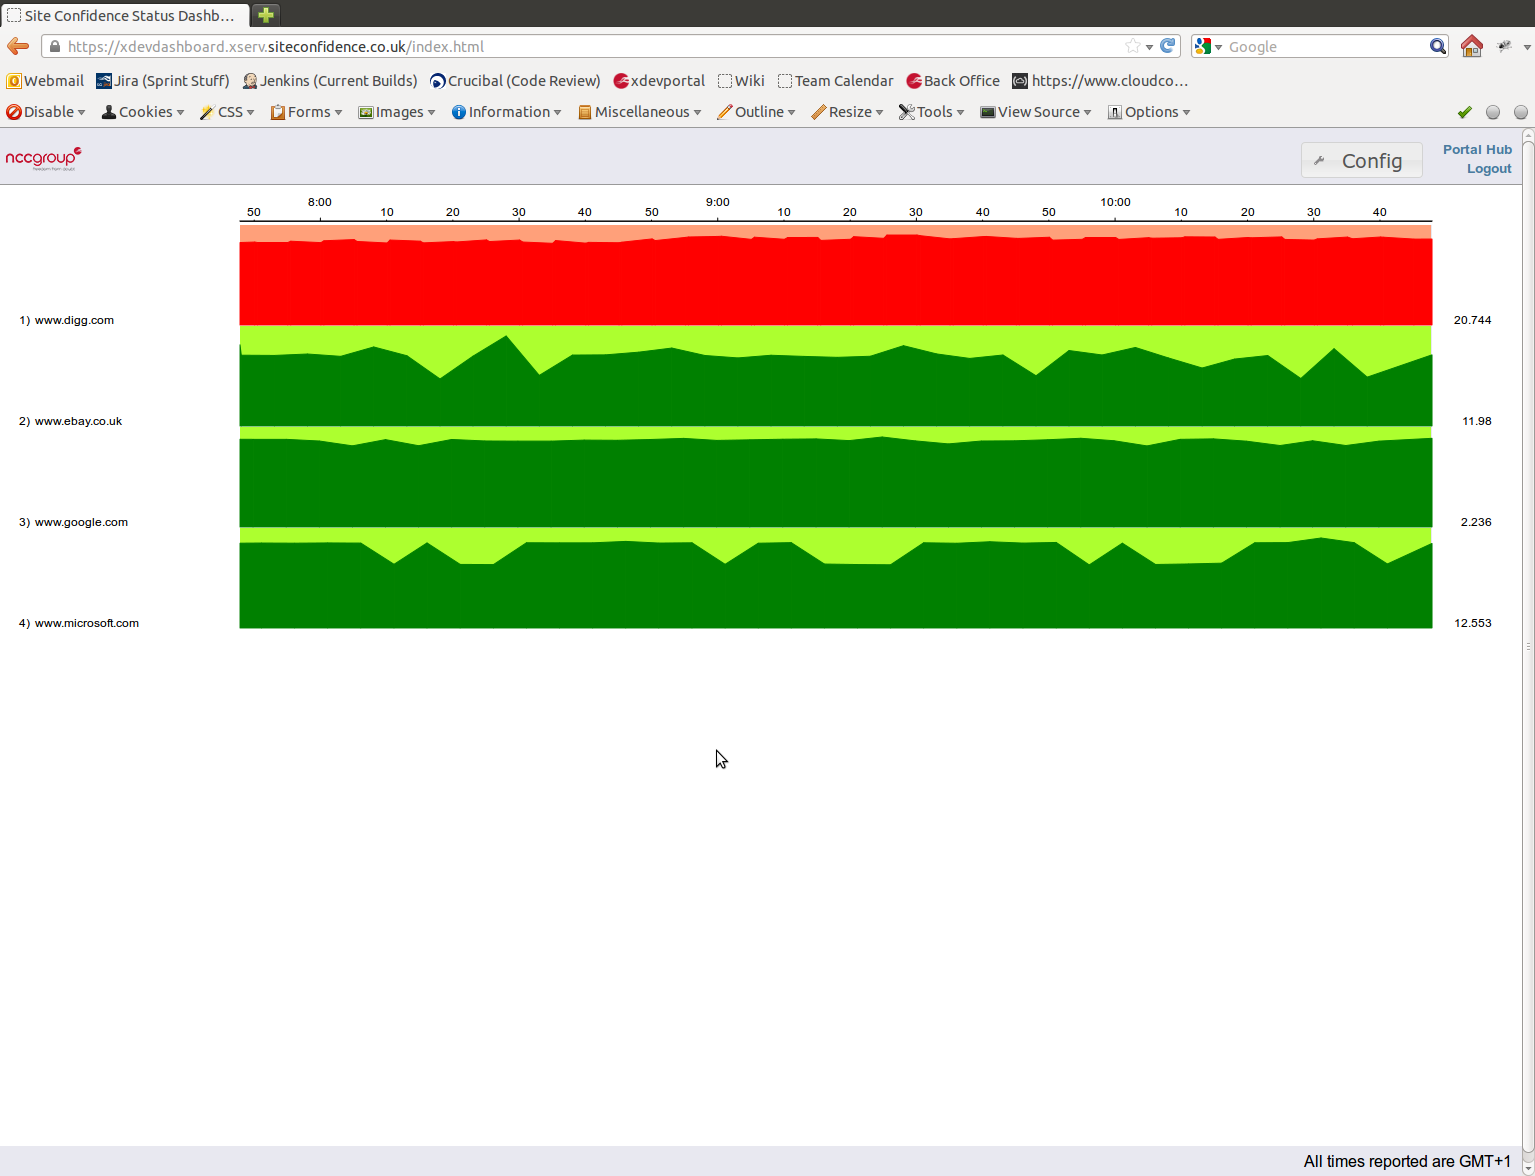 Site Confidence Status Dashb...
https://xdevdashboard.xserv.siteconfidence.co.uk/index.html
Google
Webmail Jira (Sprint Stuff) Jenkins (Current Builds) Crucibal (Code Review) xdevportal Wiki Team Calendar Back Office https://www.cloudco...
Disable Cookies CSS Forms Images Information Miscellaneous Outline Resize Tools View Source Options
nccgroup
freedom from doubt
Config
Portal Hub
Logout
50 8:00 10 20 30 40 50 9:00 10 20 30 40 50 10:00 10 20 30 40
1) www.digg.com 20.744
2) www.ebay.co.uk 11.98
3) www.google.com 2.236
4) www.microsoft.com 12.553
All times reported are GMT+1